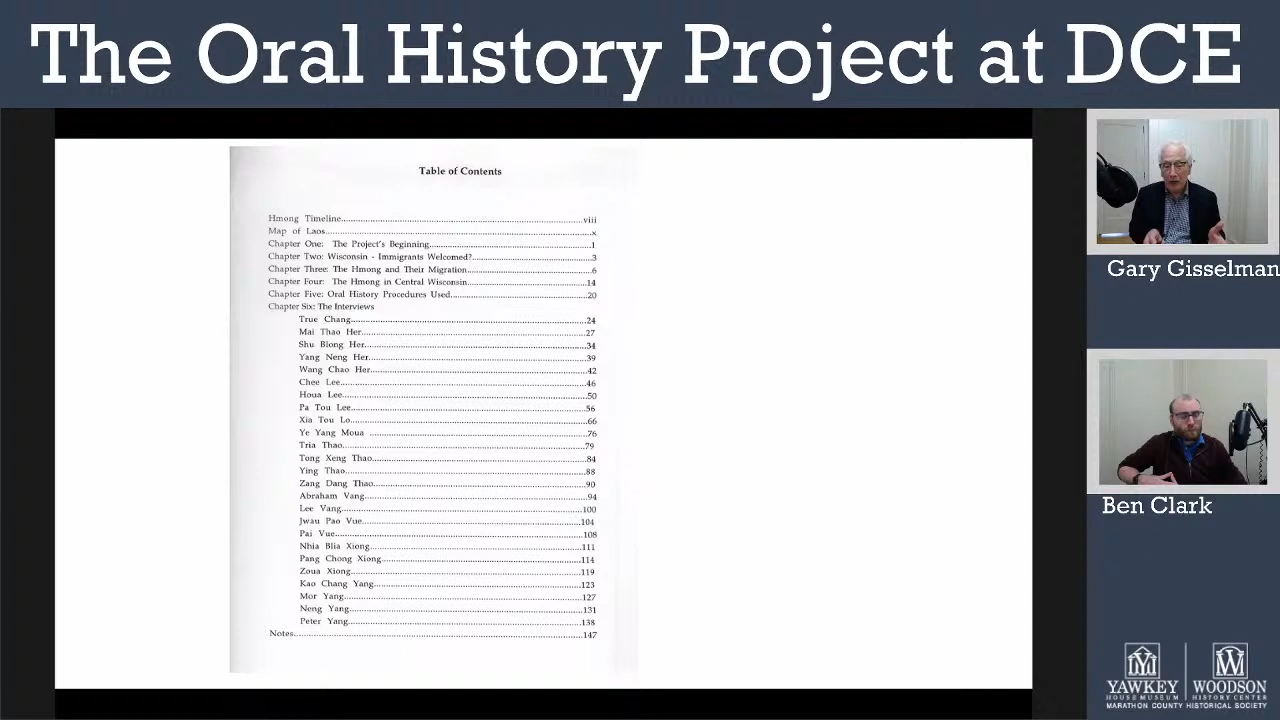 The Oral History Project at DCE
Table of Contents
Hmong Timeline..........viii
Map of Laos..........x
Chapter One: The Project's Beginning..........1
Chapter Two: Wisconsin - Immigrants Welcomed?..........3
Chapter Three: The Hmong and Their Migration..........6
Chapter Four: The Hmong in Central Wisconsin..........14
Chapter Five: Oral History Procedures Used..........20
Chapter Six: The Interviews
True Chang..........24
Mai Thao Her..........27
Shu Blong Her..........34
Yang Neng Her..........39
Wang Chao Her..........42
Chee Lee..........46
Houa Lee..........50
Pa Tou Lee..........56
Xia Tou Lo..........66
Ye Yang Moua ..........76
Tria Thao..........79
Tong Xeng Thao..........84
Ying Thao..........88
Zang Dang Thao..........90
Abraham Vang..........94
Lee Vang..........100
Jwau Pao Vue..........104
Pai Vue..........108
Nhia Blia Xiong..........111
Pang Chong Xiong..........114
Zoua Xiong..........119
Kao Chang Yang..........123
Mor Yang..........127
Neng Yang..........131
Peter Yang..........138
Notes..........147
Gary Gisselman
Ben Clark
YAWKEY
HOUSE MUSEUM
WOODSON
HISTORY CENTER
MARATHON COUNTY HISTORICAL SOCIETY